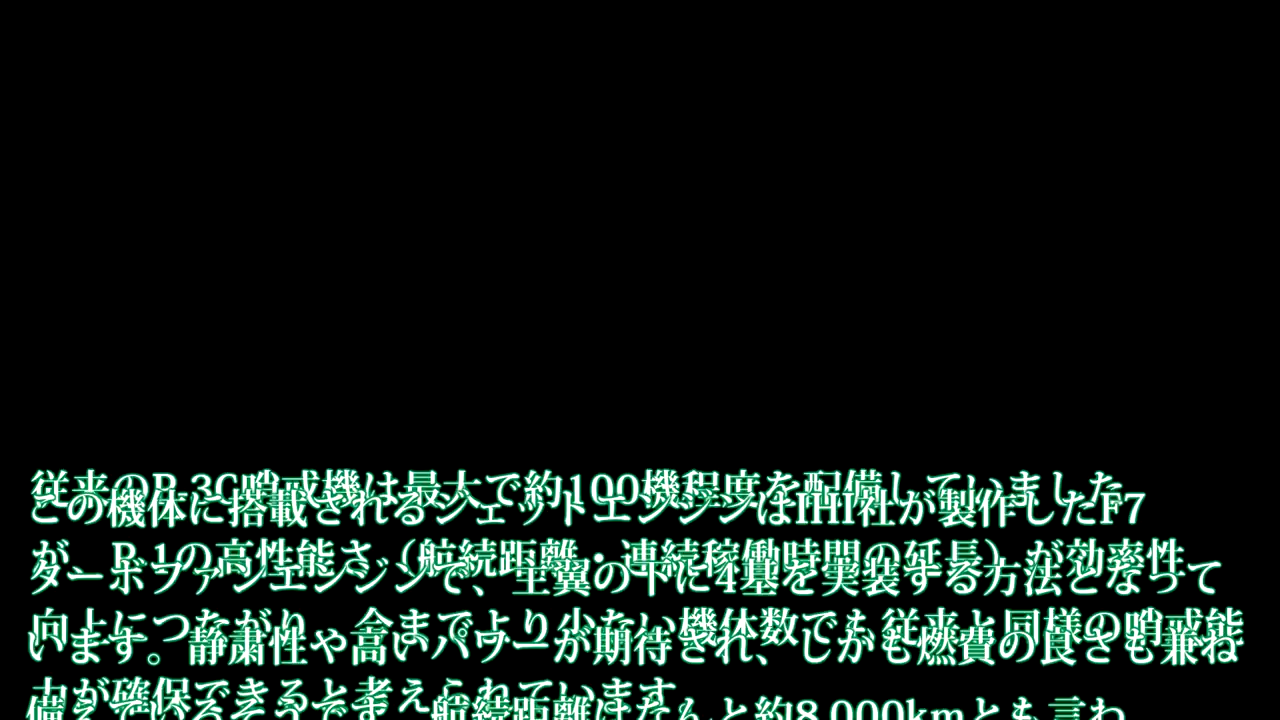 従来のP-3C哨戒機は最大で約100機程度を配備していました
が、P-1の高性能さ（航続距離・連続稼働時間の延長）が効率性
向上につながり、今までより少ない機体数でも従来と同様の哨戒能
力が確保できると考えられています。
この機体に搭載されるジェットエンジンはIHI社が製作したF7
ターボファンエンジンで、主翼の下に4基を実装する方法となって
います。静粛性や高いパワーが期待され、しかも燃費の良さも兼ね
備えているそうです。航続距離はなんと約8,000kmとも言わ